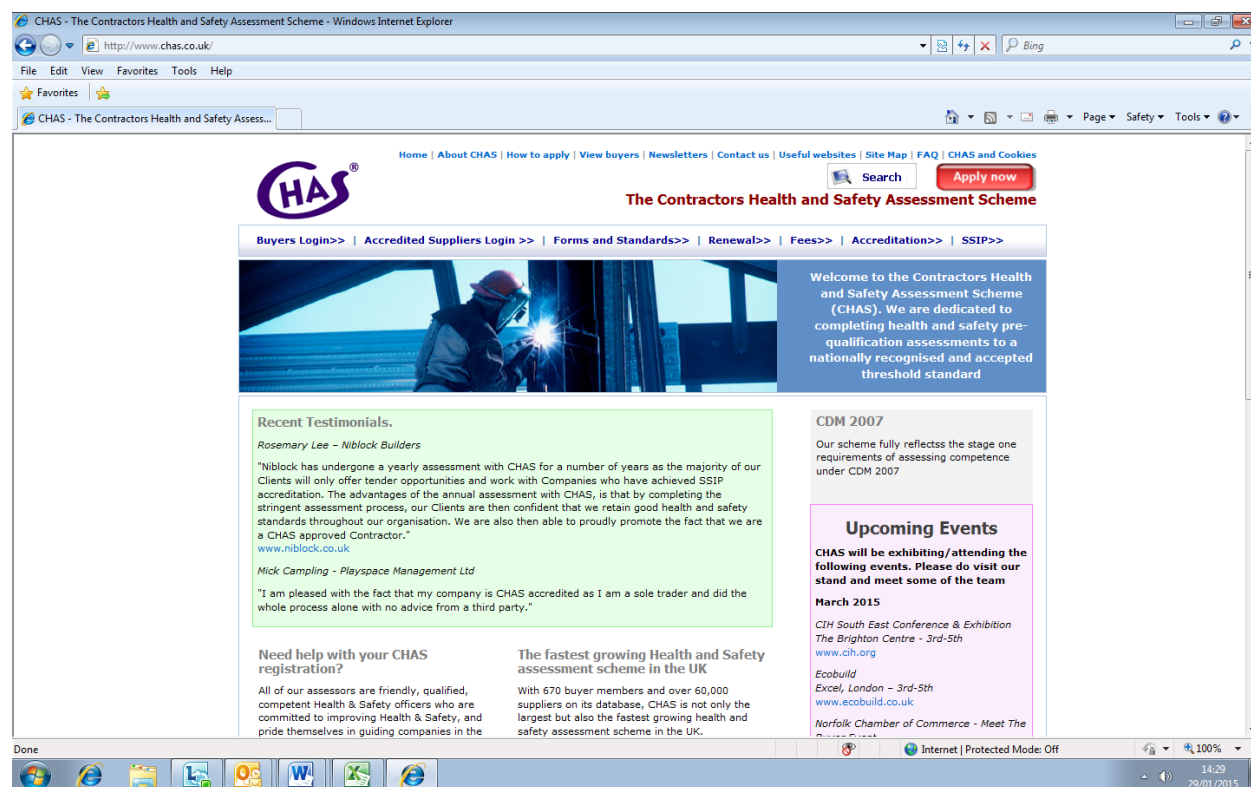 CHAS - The Contractors Health and Safety Assessment Scheme - Windows Internet Explorer
http://www.chas.co.uk/
Bing
File Edit View Favorites Tools Help
Favorites
CHAS - The Contractors Health and Safety Assess...
Page Safety Tools
Home | About CHAS | How to apply | View buyers | Newsletters | Contact us | Useful websites | Site Map | FAQ | CHAS and Cookies
CHAS®
Search
Apply now
The Contractors Health and Safety Assessment Scheme
Buyers Login>> | Accredited Suppliers Login >> | Forms and Standards>> | Renewal>> | Fees>> | Accreditation>> | SSIP>>
Welcome to the Contractors Health
and Safety Assessment Scheme
(CHAS). We are dedicated to
completing health and safety pre-
qualification assessments to a
nationally recognised and accepted
threshold standard
Recent Testimonials.
Rosemary Lee – Niblock Builders
"Niblock has undergone a yearly assessment with CHAS for a number of years as the majority of our
Clients will only offer tender opportunities and work with Companies who have achieved SSIP
accreditation. The advantages of the annual assessment with CHAS, is that by completing the
stringent assessment process, our Clients are then confident that we retain good health and safety
standards throughout our organisation. We are also then able to proudly promote the fact that we are
a CHAS approved Contractor."
www.niblock.co.uk
Mick Campling - Playspace Management Ltd
"I am pleased with the fact that my company is CHAS accredited as I am a sole trader and did the
whole process alone with no advice from a third party."
Need help with your CHAS
registration?
All of our assessors are friendly, qualified,
competent Health & Safety officers who are
committed to improving Health & Safety, and
pride themselves in guiding companies in the
The fastest growing Health and Safety
assessment scheme in the UK
With 670 buyer members and over 60,000
suppliers on its database, CHAS is not only the
largest but also the fastest growing health and
safety assessment scheme in the UK.
CDM 2007
Our scheme fully reflectss the stage one
requirements of assessing competence
under CDM 2007
Upcoming Events
CHAS will be exhibiting/attending the
following events. Please do visit our
stand and meet some of the team
March 2015
CIH South East Conference & Exhibition
The Brighton Centre - 3rd-5th
www.cih.org
Ecobuild
Excel, London – 3rd-5th
www.ecobuild.co.uk
Norfolk Chamber of Commerce - Meet The
Buyer Event
Done
Internet | Protected Mode: Off
100%
14:29
29/01/2015